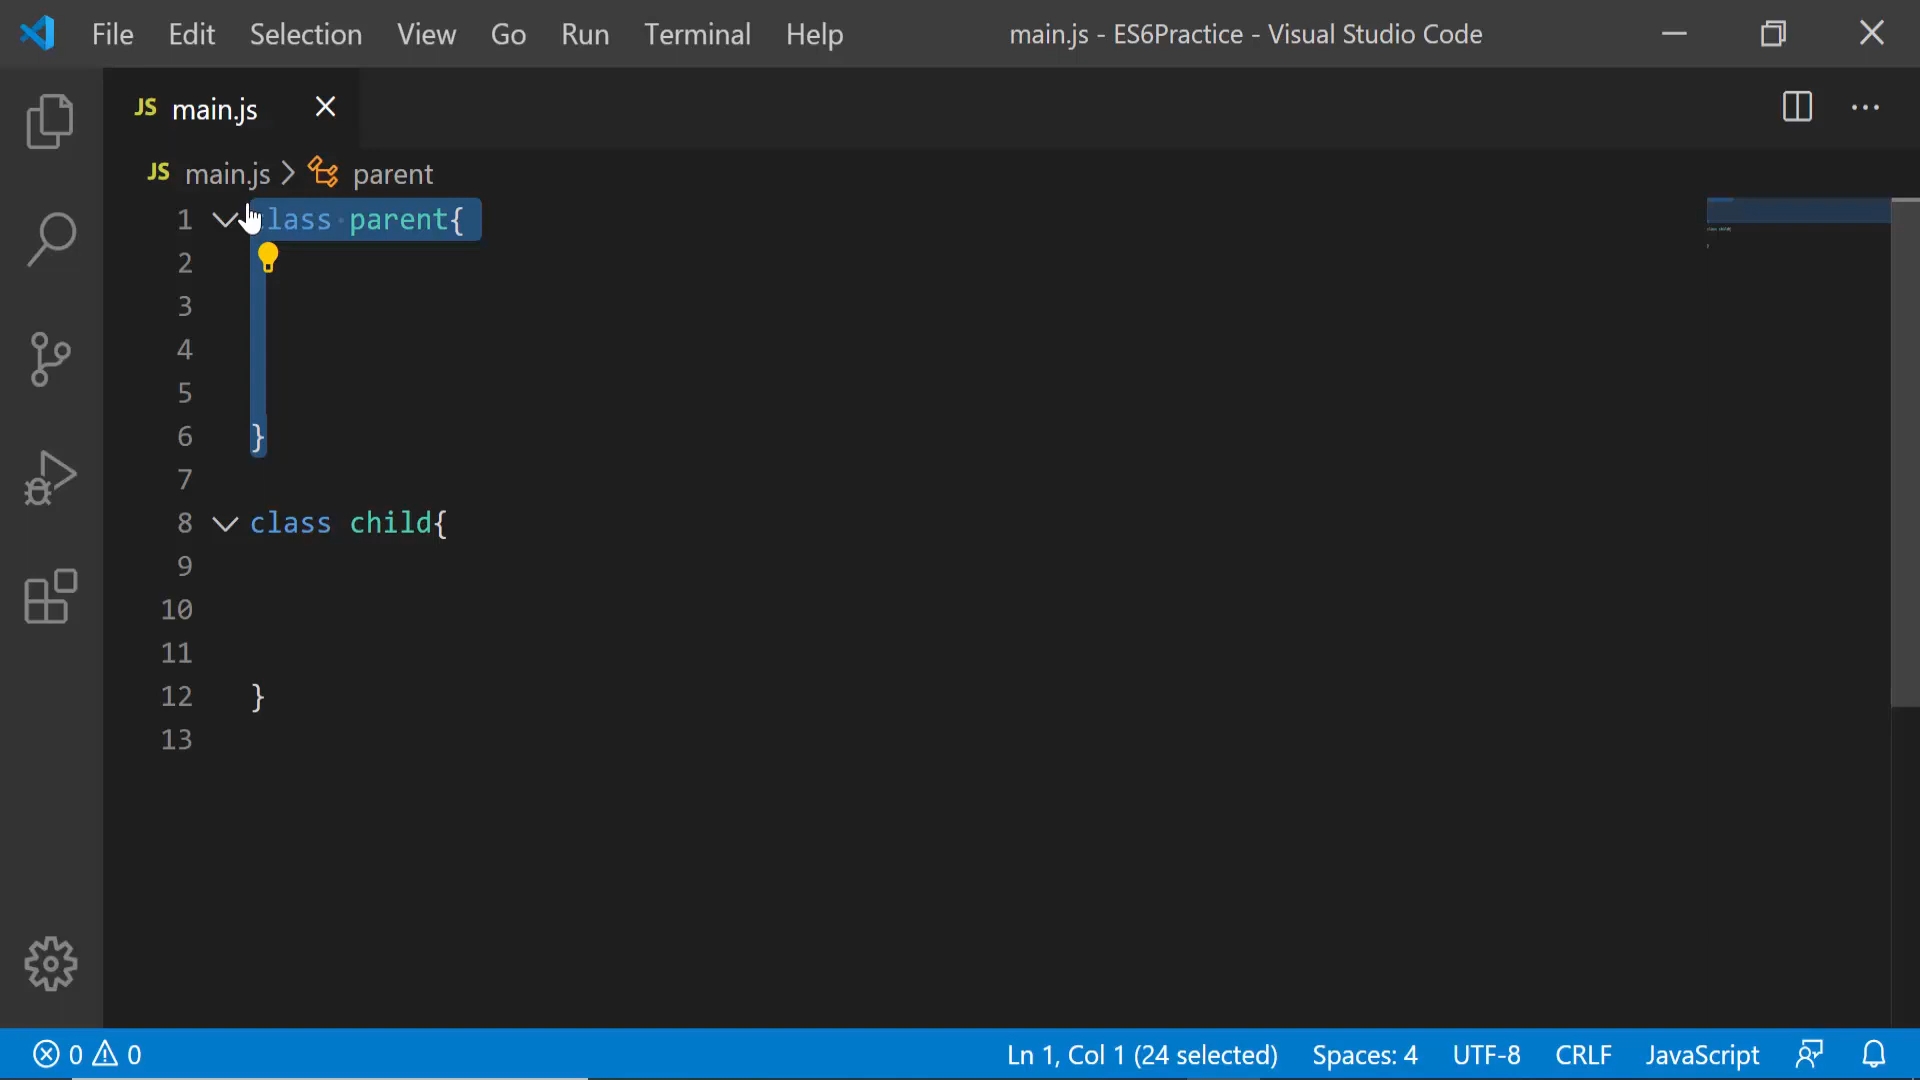 File Edit Selection View Go Run Terminal Help main.js - ES6Practice - Visual Studio Code
JS main.js
JS main.js > parent
1 class parent{
2
3
4
5
6 }
7
8 class child{
9
10
11
12 }
13
0 0 Ln 1, Col 1 (24 selected) Spaces: 4 UTF-8 CRLF JavaScript